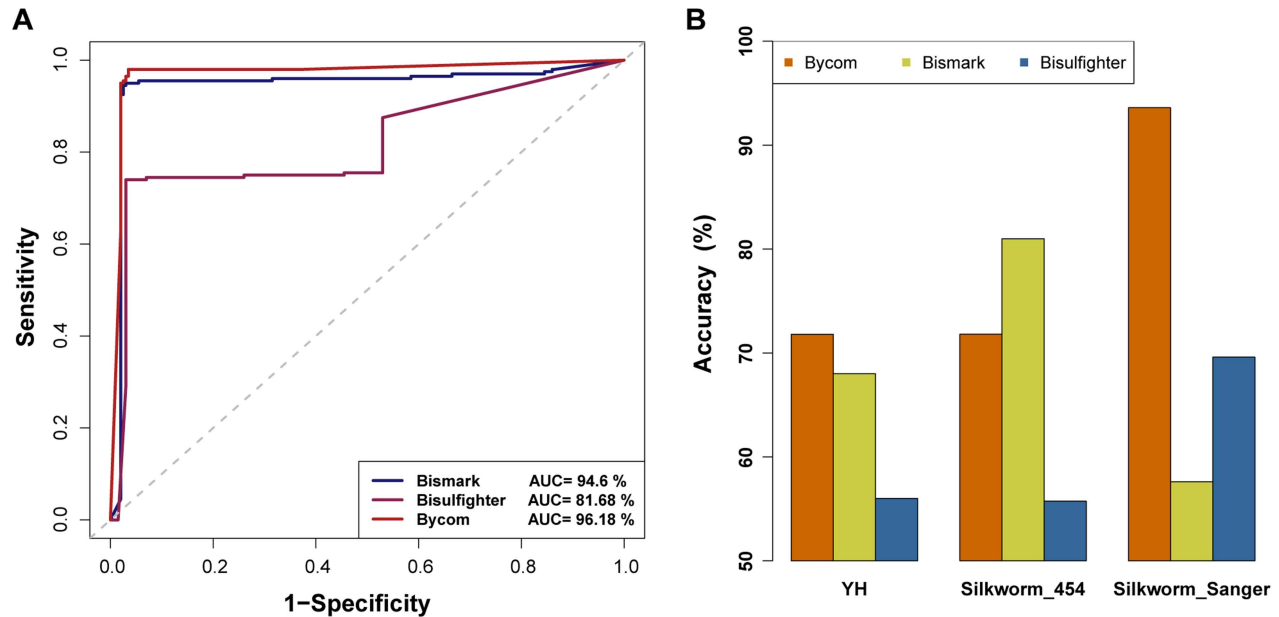 A
Sensitivity
1.0
0.8
0.6
0.4
0.2
0.0
Bismark AUC= 94.6 %
Bisulfighter AUC= 81.68 %
Bycom AUC= 96.18 %
0.0 0.2 0.4 0.6 0.8 1.0
1−Specificity
B
Accuracy (%)
100
90
80
70
60
50
Bycom Bismark Bisulfighter
YH Silkworm_454 Silkworm_Sanger